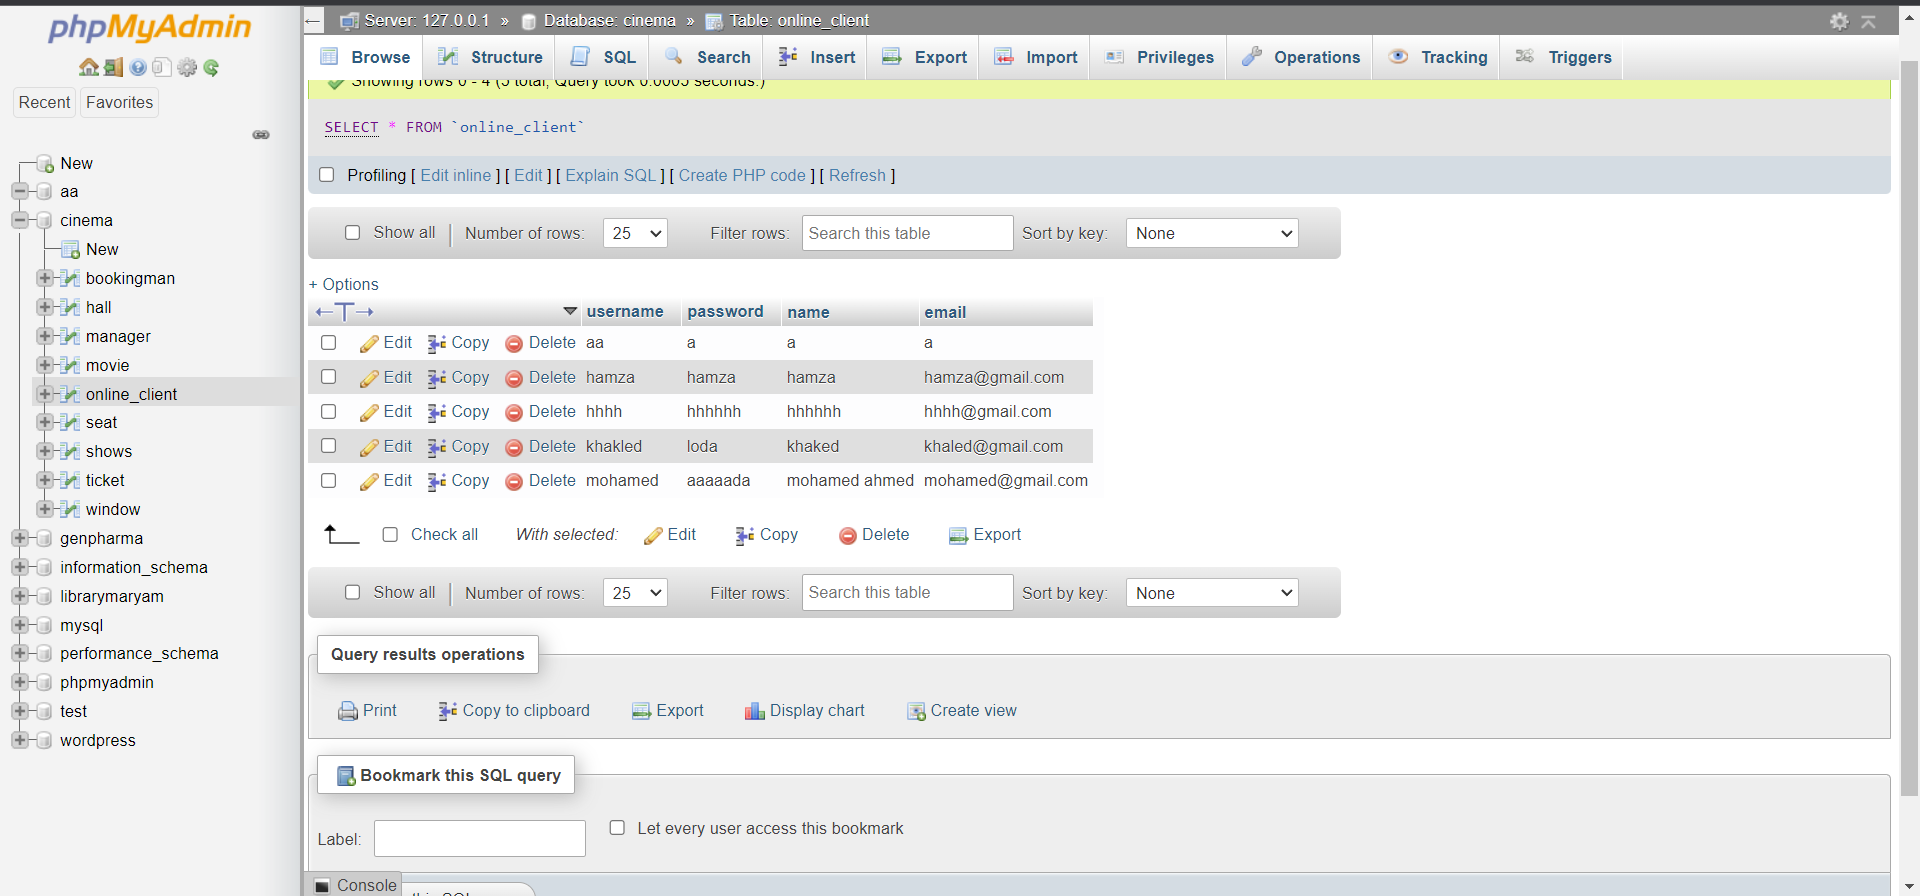 phpMyAdmin
Recent Favorites
New
aa
cinema
New
bookingman
hall
manager
movie
online_client
seat
shows
ticket
window
genpharma
information_schema
librarymaryam
mysql
performance_schema
phpmyadmin
test
wordpress
Server: 127.0.0.1 » Database: cinema » Table: online_client
Browse Structure SQL Search Insert Export Import Privileges Operations Tracking Triggers
Showing rows 0 - 4 (5 total, Query took 0.0005 seconds.)
SELECT * FROM `online_client`
Profiling [ Edit inline ] [ Edit ] [ Explain SQL ] [ Create PHP code ] [ Refresh ]
Show all Number of rows: 25 Filter rows: Search this table Sort by key: None
+ Options
username password name email
Edit Copy Delete aa a a a
Edit Copy Delete hamza hamza hamza hamza@gmail.com
Edit Copy Delete hhhh hhhhhh hhhhhh hhhh@gmail.com
Edit Copy Delete khakled loda khaked khaled@gmail.com
Edit Copy Delete mohamed aaaaada mohamed ahmed mohamed@gmail.com
Check all With selected: Edit Copy Delete Export
Show all Number of rows: 25 Filter rows: Search this table Sort by key: None
Query results operations
Print Copy to clipboard Export Display chart Create view
Bookmark this SQL query
Label: Let every user access this bookmark
Console